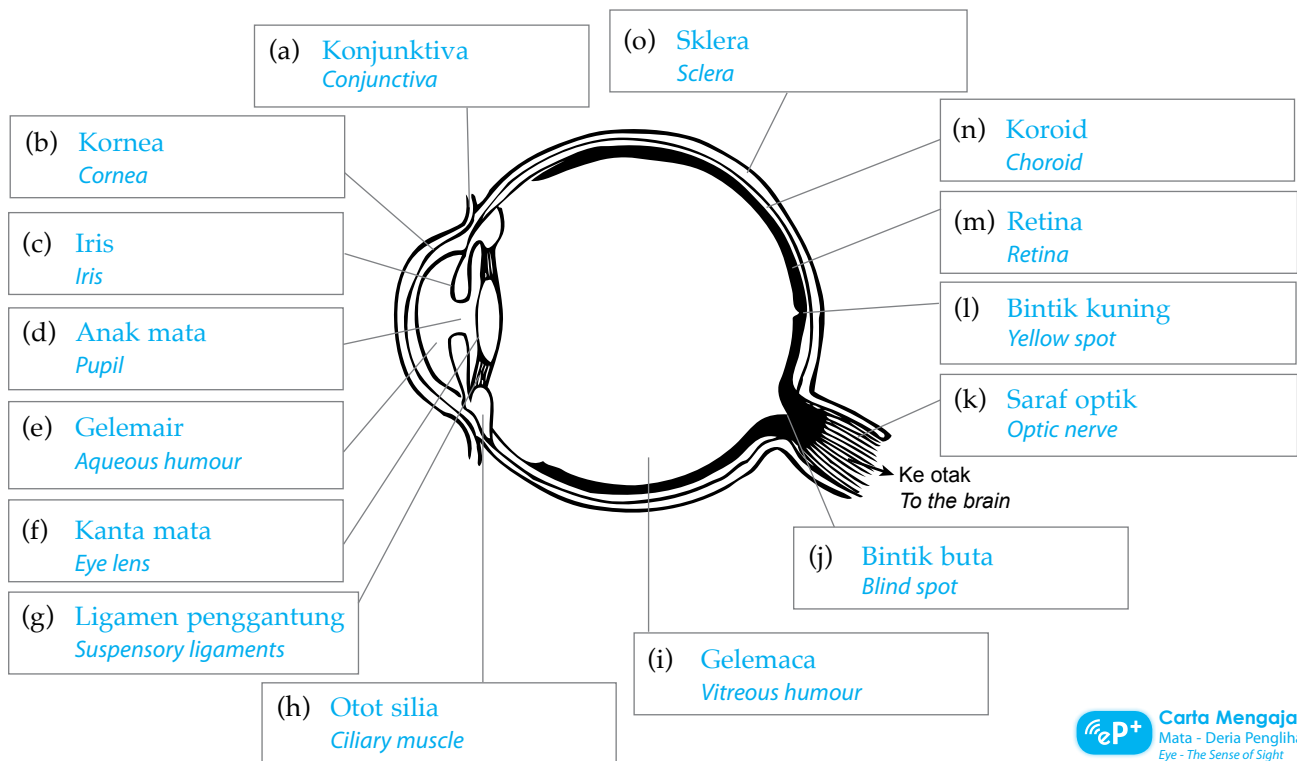 (a) Konjunktiva
Conjunctiva
(o) Sklera
Sclera
(b) Kornea
Cornea
(n) Koroid
Choroid
(c) Iris
Iris
(m) Retina
Retina
(d) Anak mata
Pupil
(l) Bintik kuning
Yellow spot
(e) Gelemair
Aqueous humour
(k) Saraf optik
Optic nerve
Ke otak
To the brain
(f) Kanta mata
Eye lens
(j) Bintik buta
Blind spot
(g) Ligamen penggantung
Suspensory ligaments
(i) Gelemaca
Vitreous humour
(h) Otot silia
Ciliary muscle
eP+
Carta Mengaja
Mata - Deria Pengliha
Eye - The Sense of Sight